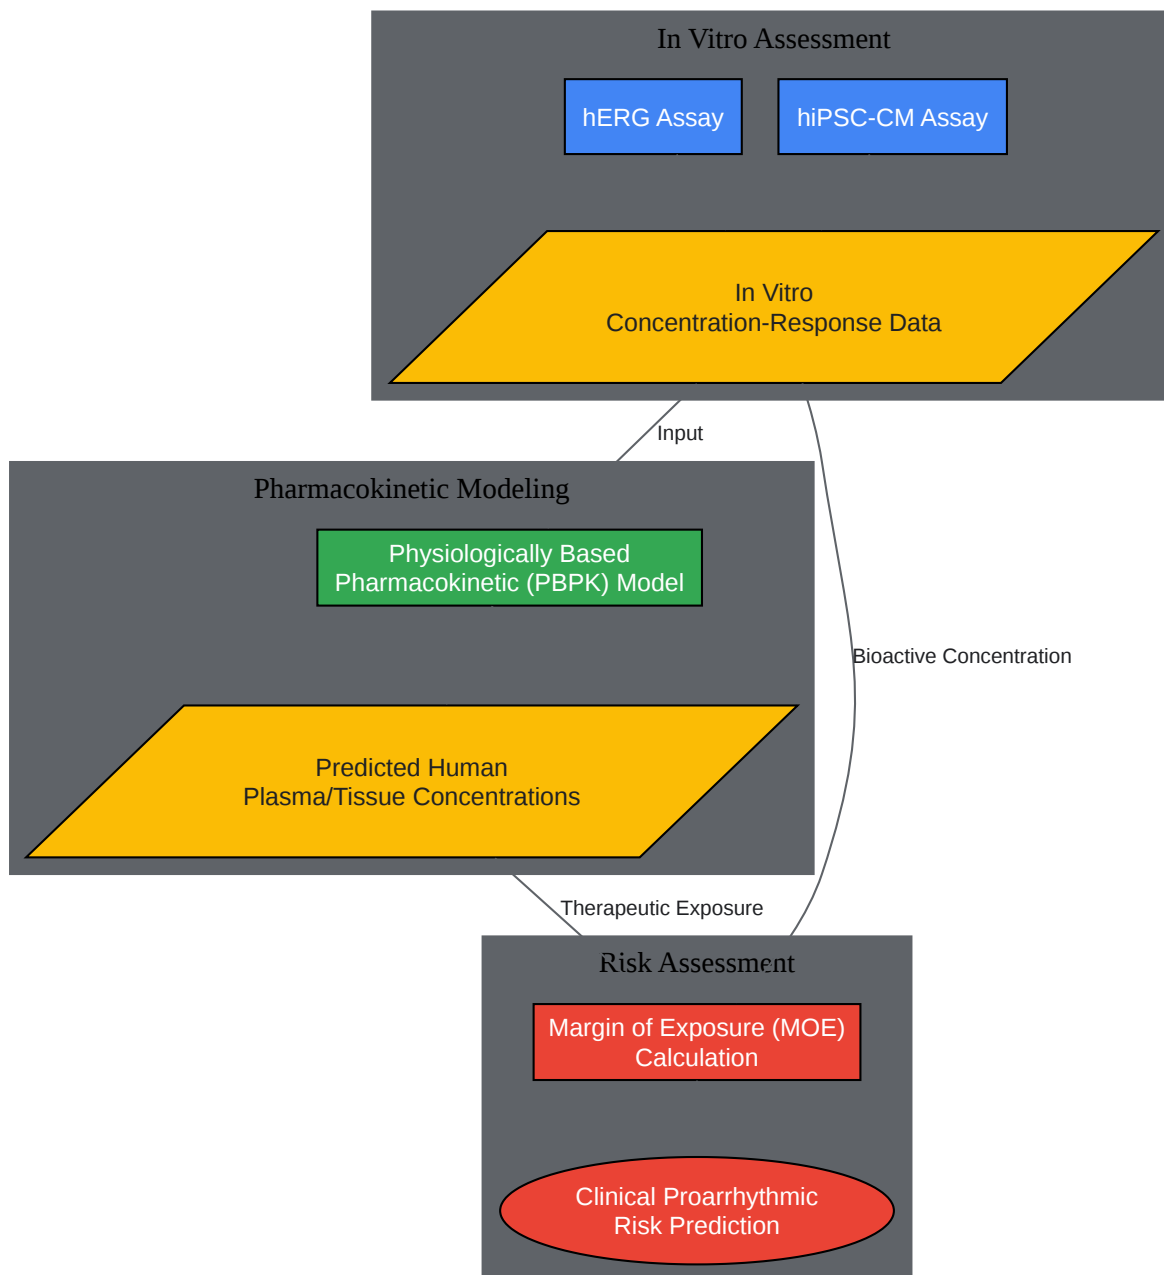 In Vitro Assessment
hERG Assay
hiPSC-CM Assay
In Vitro
Concentration-Response Data
Input
Pharmacokinetic Modeling
Physiologically Based
Pharmacokinetic (PBPK) Model
Bioactive Concentration
Predicted Human
Plasma/Tissue Concentrations
Therapeutic Exposure
Risk Assessment
Margin of Exposure (MOE)
Calculation
Clinical Proarrhythmic
Risk Prediction